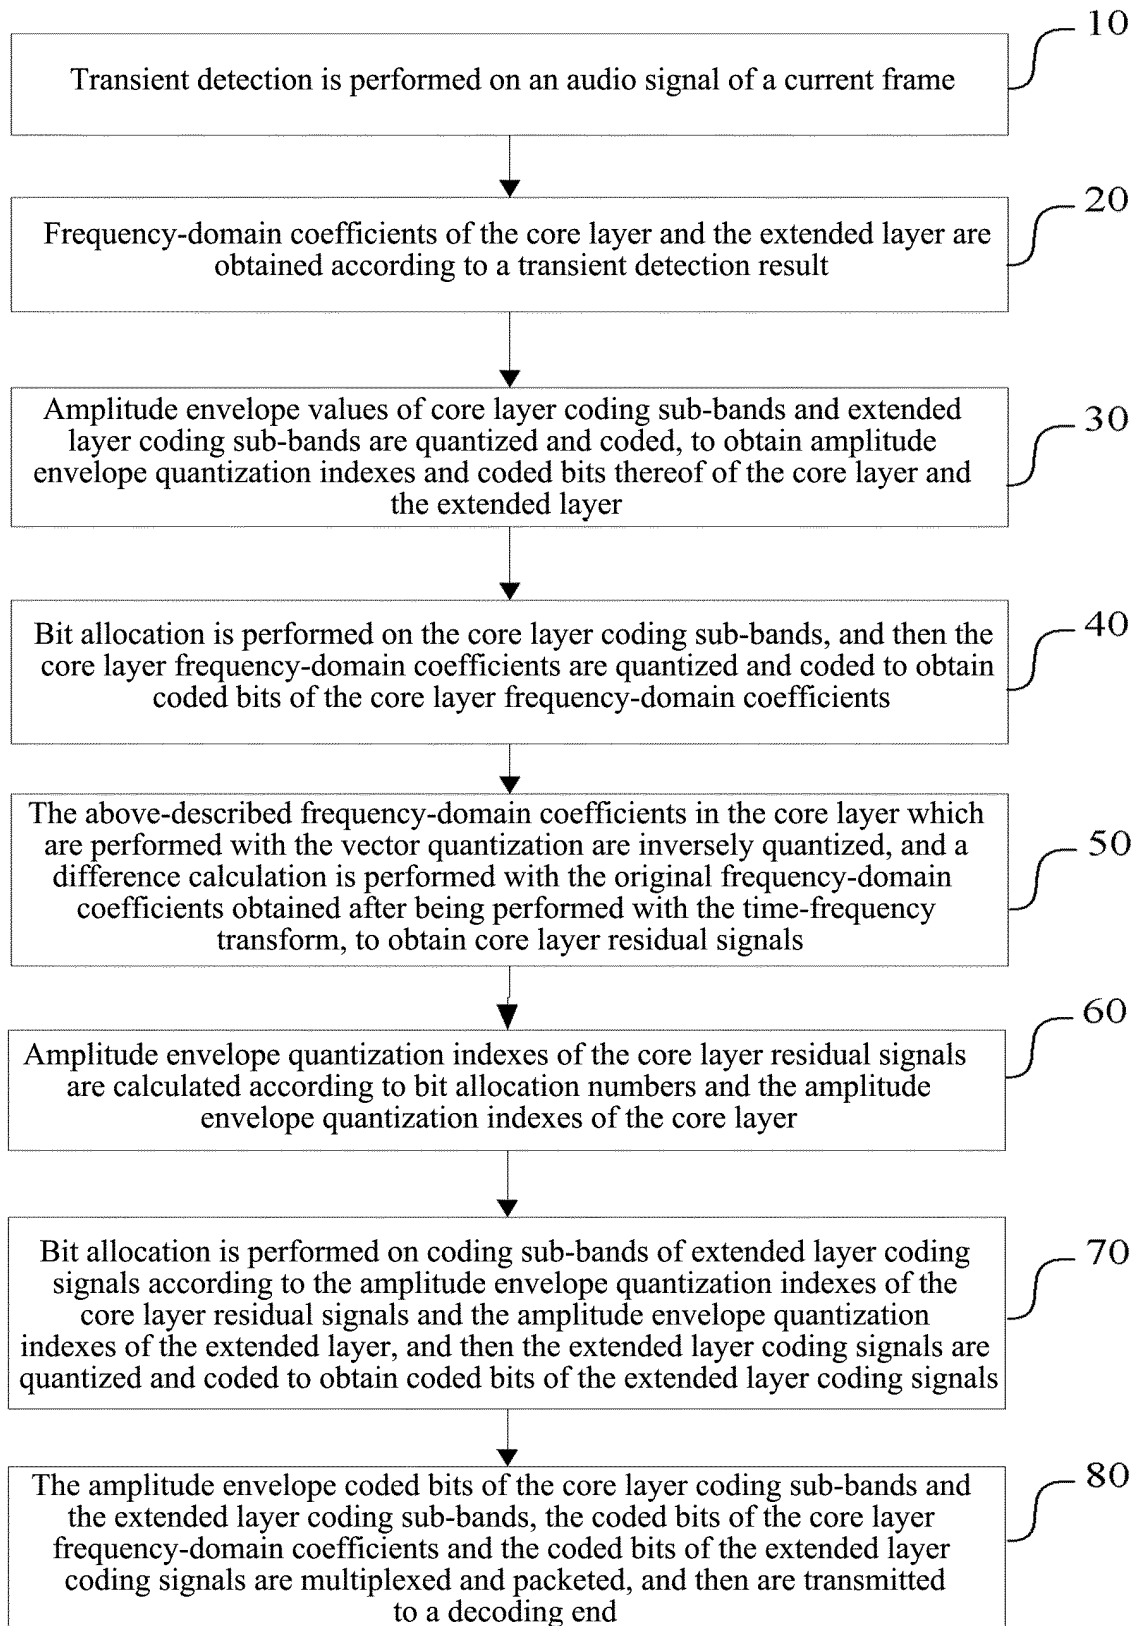 10
Transient detection is performed on an audio signal of a current frame
20
Frequency-domain coefficients of the core layer and the extended layer are
obtained according to a transient detection result
30
Amplitude envelope values of core layer coding sub-bands and extended
layer coding sub-bands are quantized and coded, to obtain amplitude
envelope quantization indexes and coded bits thereof of the core layer and
the extended layer
40
Bit allocation is performed on the core layer coding sub-bands, and then the
core layer frequency-domain coefficients are quantized and coded to obtain
coded bits of the core layer frequency-domain coefficients
50
The above-described frequency-domain coefficients in the core layer which
are performed with the vector quantization are inversely quantized, and a
difference calculation is performed with the original frequency-domain
coefficients obtained after being performed with the time-frequency
transform, to obtain core layer residual signals
60
Amplitude envelope quantization indexes of the core layer residual signals
are calculated according to bit allocation numbers and the amplitude
envelope quantization indexes of the core layer
70
Bit allocation is performed on coding sub-bands of extended layer coding
signals according to the amplitude envelope quantization indexes of the
core layer residual signals and the amplitude envelope quantization
indexes of the extended layer, and then the extended layer coding signals are
quantized and coded to obtain coded bits of the extended layer coding signals
80
The amplitude envelope coded bits of the core layer coding sub-bands and
the extended layer coding sub-bands, the coded bits of the core layer
frequency-domain coefficients and the coded bits of the extended layer
coding signals are multiplexed and packeted, and then are transmitted
to a decoding end